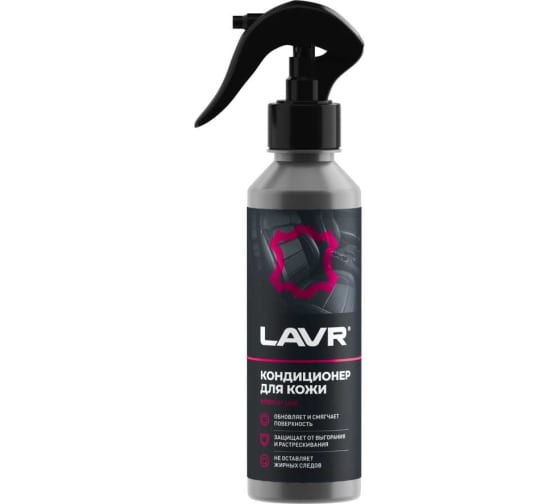 LAVR®
КОНДИЦИОНЕР
ДЛЯ КОЖИ
ОБНОВЛЯЕТ И СМЯГЧАЕТ
ПОВЕРХНОСТЬ
ЗАЩИЩАЕТ ОТ ВЫГОРАНИЯ
И РАСТРЕСКИВАНИЯ
НЕ ОСТАВЛЯЕТ
ЖИРНЫХ СЛЕДОВ